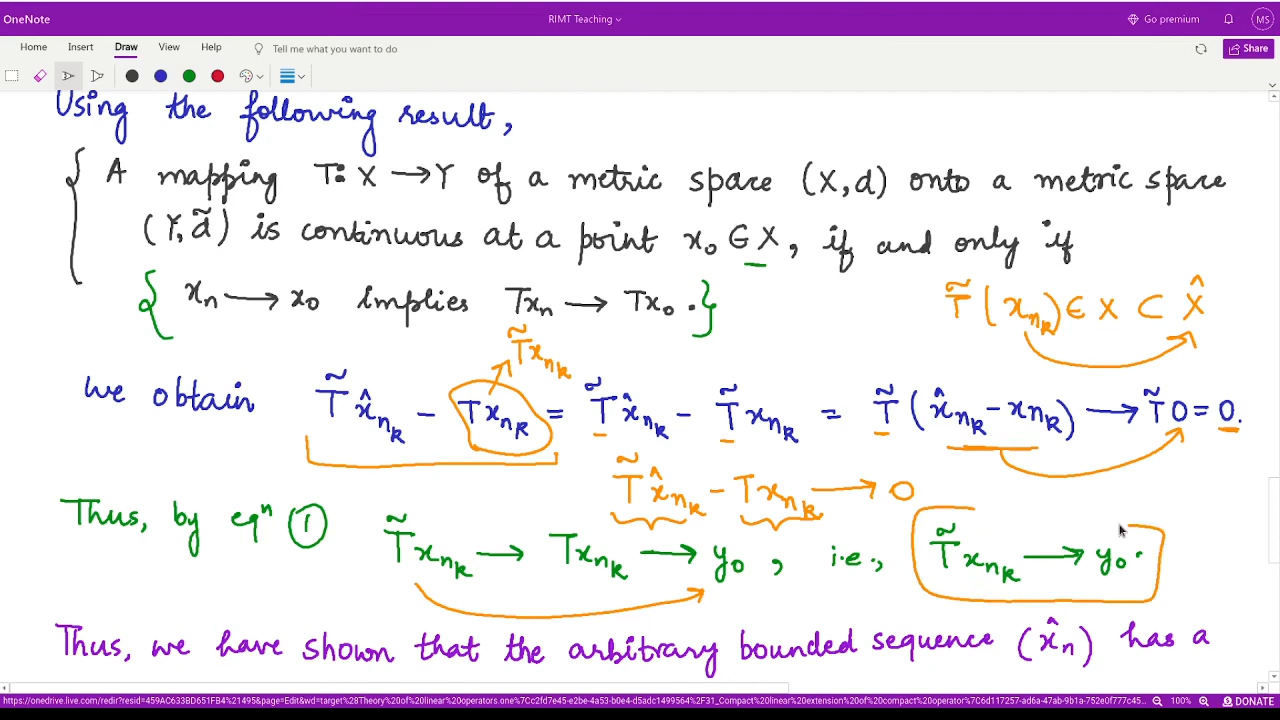 OneNote
RIMT Teaching
Go premium
MS
Home Insert Draw View Help Tell me what you want to do
Share
Using the following result,
A mapping T: X → Y of a metric space (X, d) onto a metric space
(Y, d̃) is continuous at a point x₀ ∈ X, if and only if
{ xₙ → x₀ implies Txₙ → Tx₀. }
T̃(xₙₖ) ∈ X ⊂ X̂
T̃xₙₖ
We obtain T̃x̂ₙₖ - Txₙₖ = T̃x̂ₙₖ - T̃xₙₖ = T̃(x̂ₙₖ - xₙₖ) → T̃0 = 0.
T̃x̂ₙₖ - Txₙₖ → 0
Thus, by eqⁿ ① T̃xₙₖ → Txₙₖ → y₀, i.e., T̃xₙₖ → y₀.
Thus, we have shown that the arbitrary bounded sequence (x̂ₙ) has a
100%
DONATE